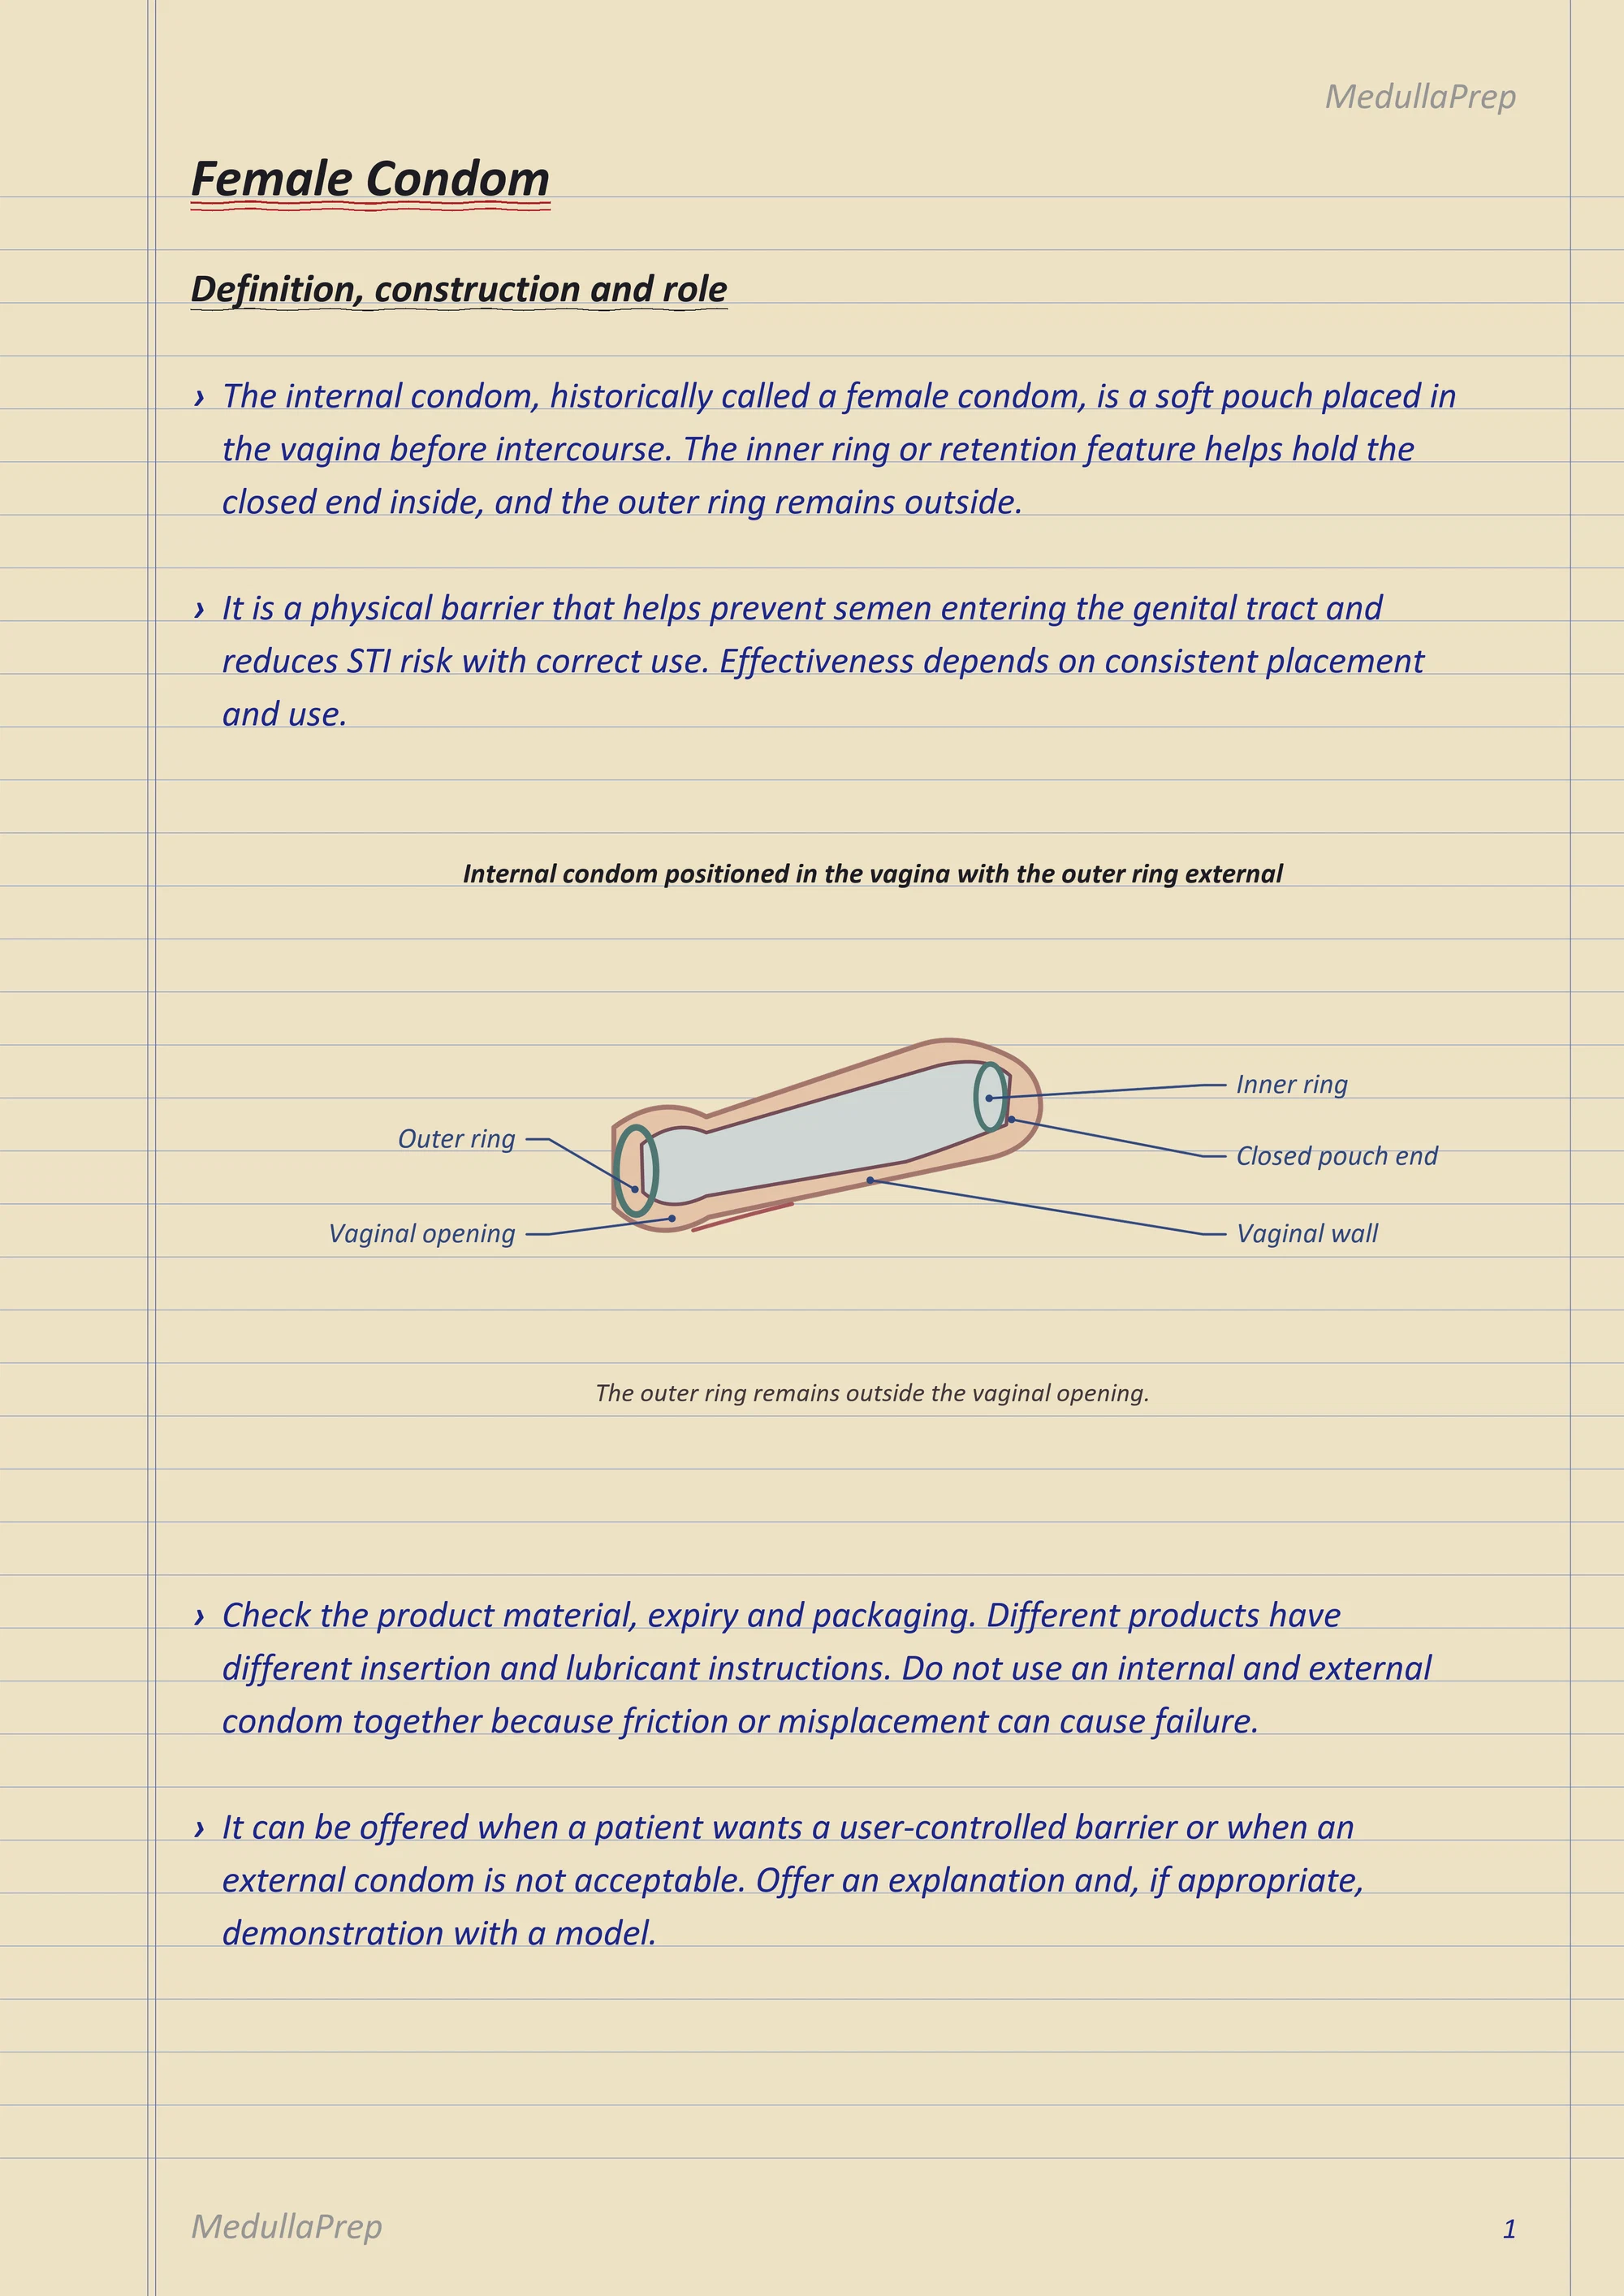 MedullaPrep
Female Condom
Definition, construction and role
› The internal condom, historically called a female condom, is a soft pouch placed in
the vagina before intercourse. The inner ring or retention feature helps hold the
closed end inside, and the outer ring remains outside.
› It is a physical barrier that helps prevent semen entering the genital tract and
reduces STI risk with correct use. Effectiveness depends on consistent placement
and use.
Internal condom positioned in the vagina with the outer ring external
Inner ring
Outer ring
Closed pouch end
Vaginal opening
Vaginal wall
The outer ring remains outside the vaginal opening.
› Check the product material, expiry and packaging. Different products have
different insertion and lubricant instructions. Do not use an internal and external
condom together because friction or misplacement can cause failure.
› It can be offered when a patient wants a user-controlled barrier or when an
external condom is not acceptable. Offer an explanation and, if appropriate,
demonstration with a model.
MedullaPrep
1